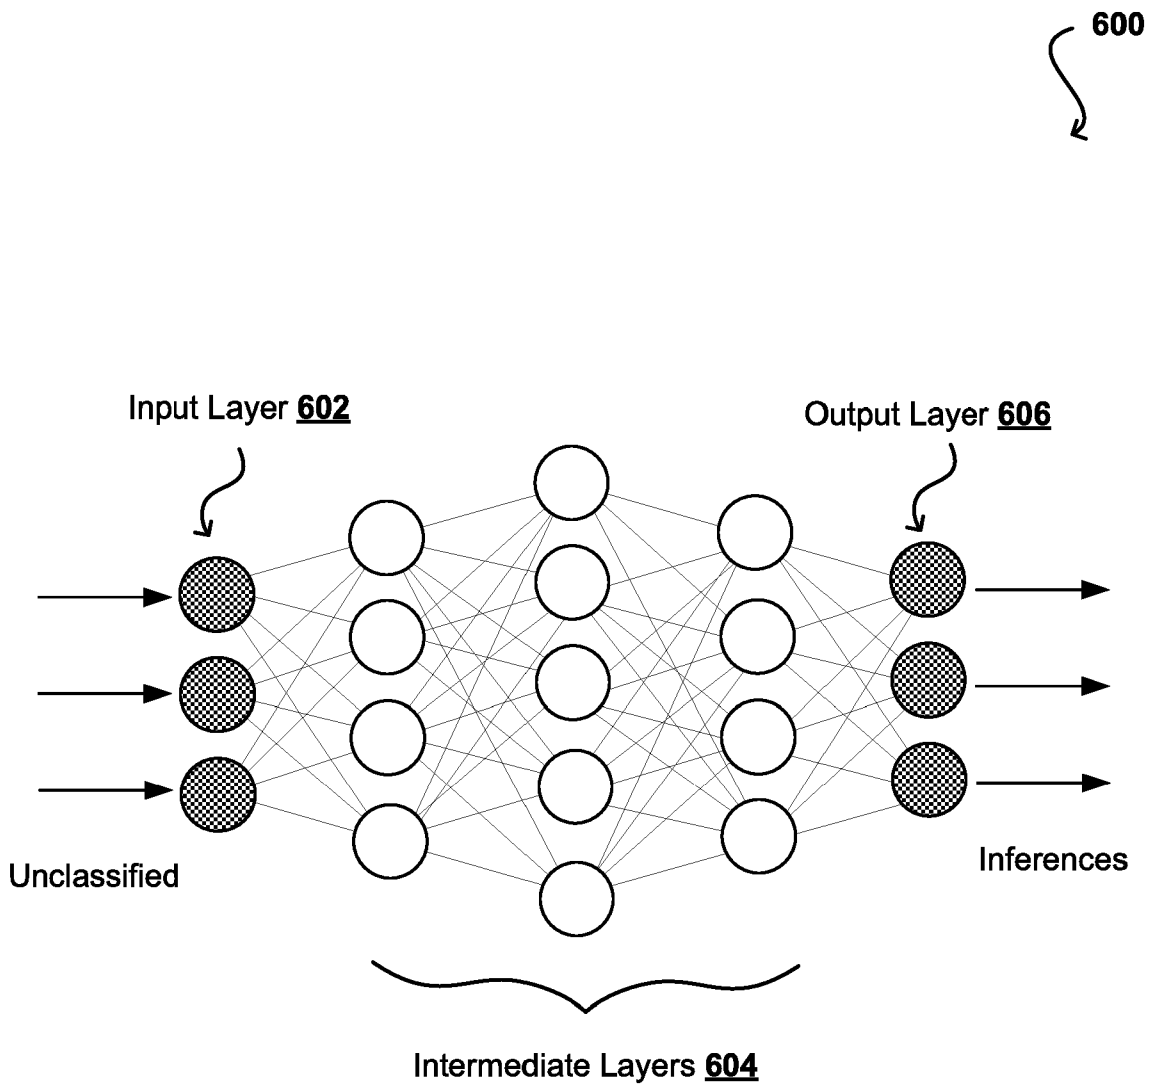 600
Input Layer 602
Output Layer 606
Unclassified
Inferences
Intermediate Layers 604